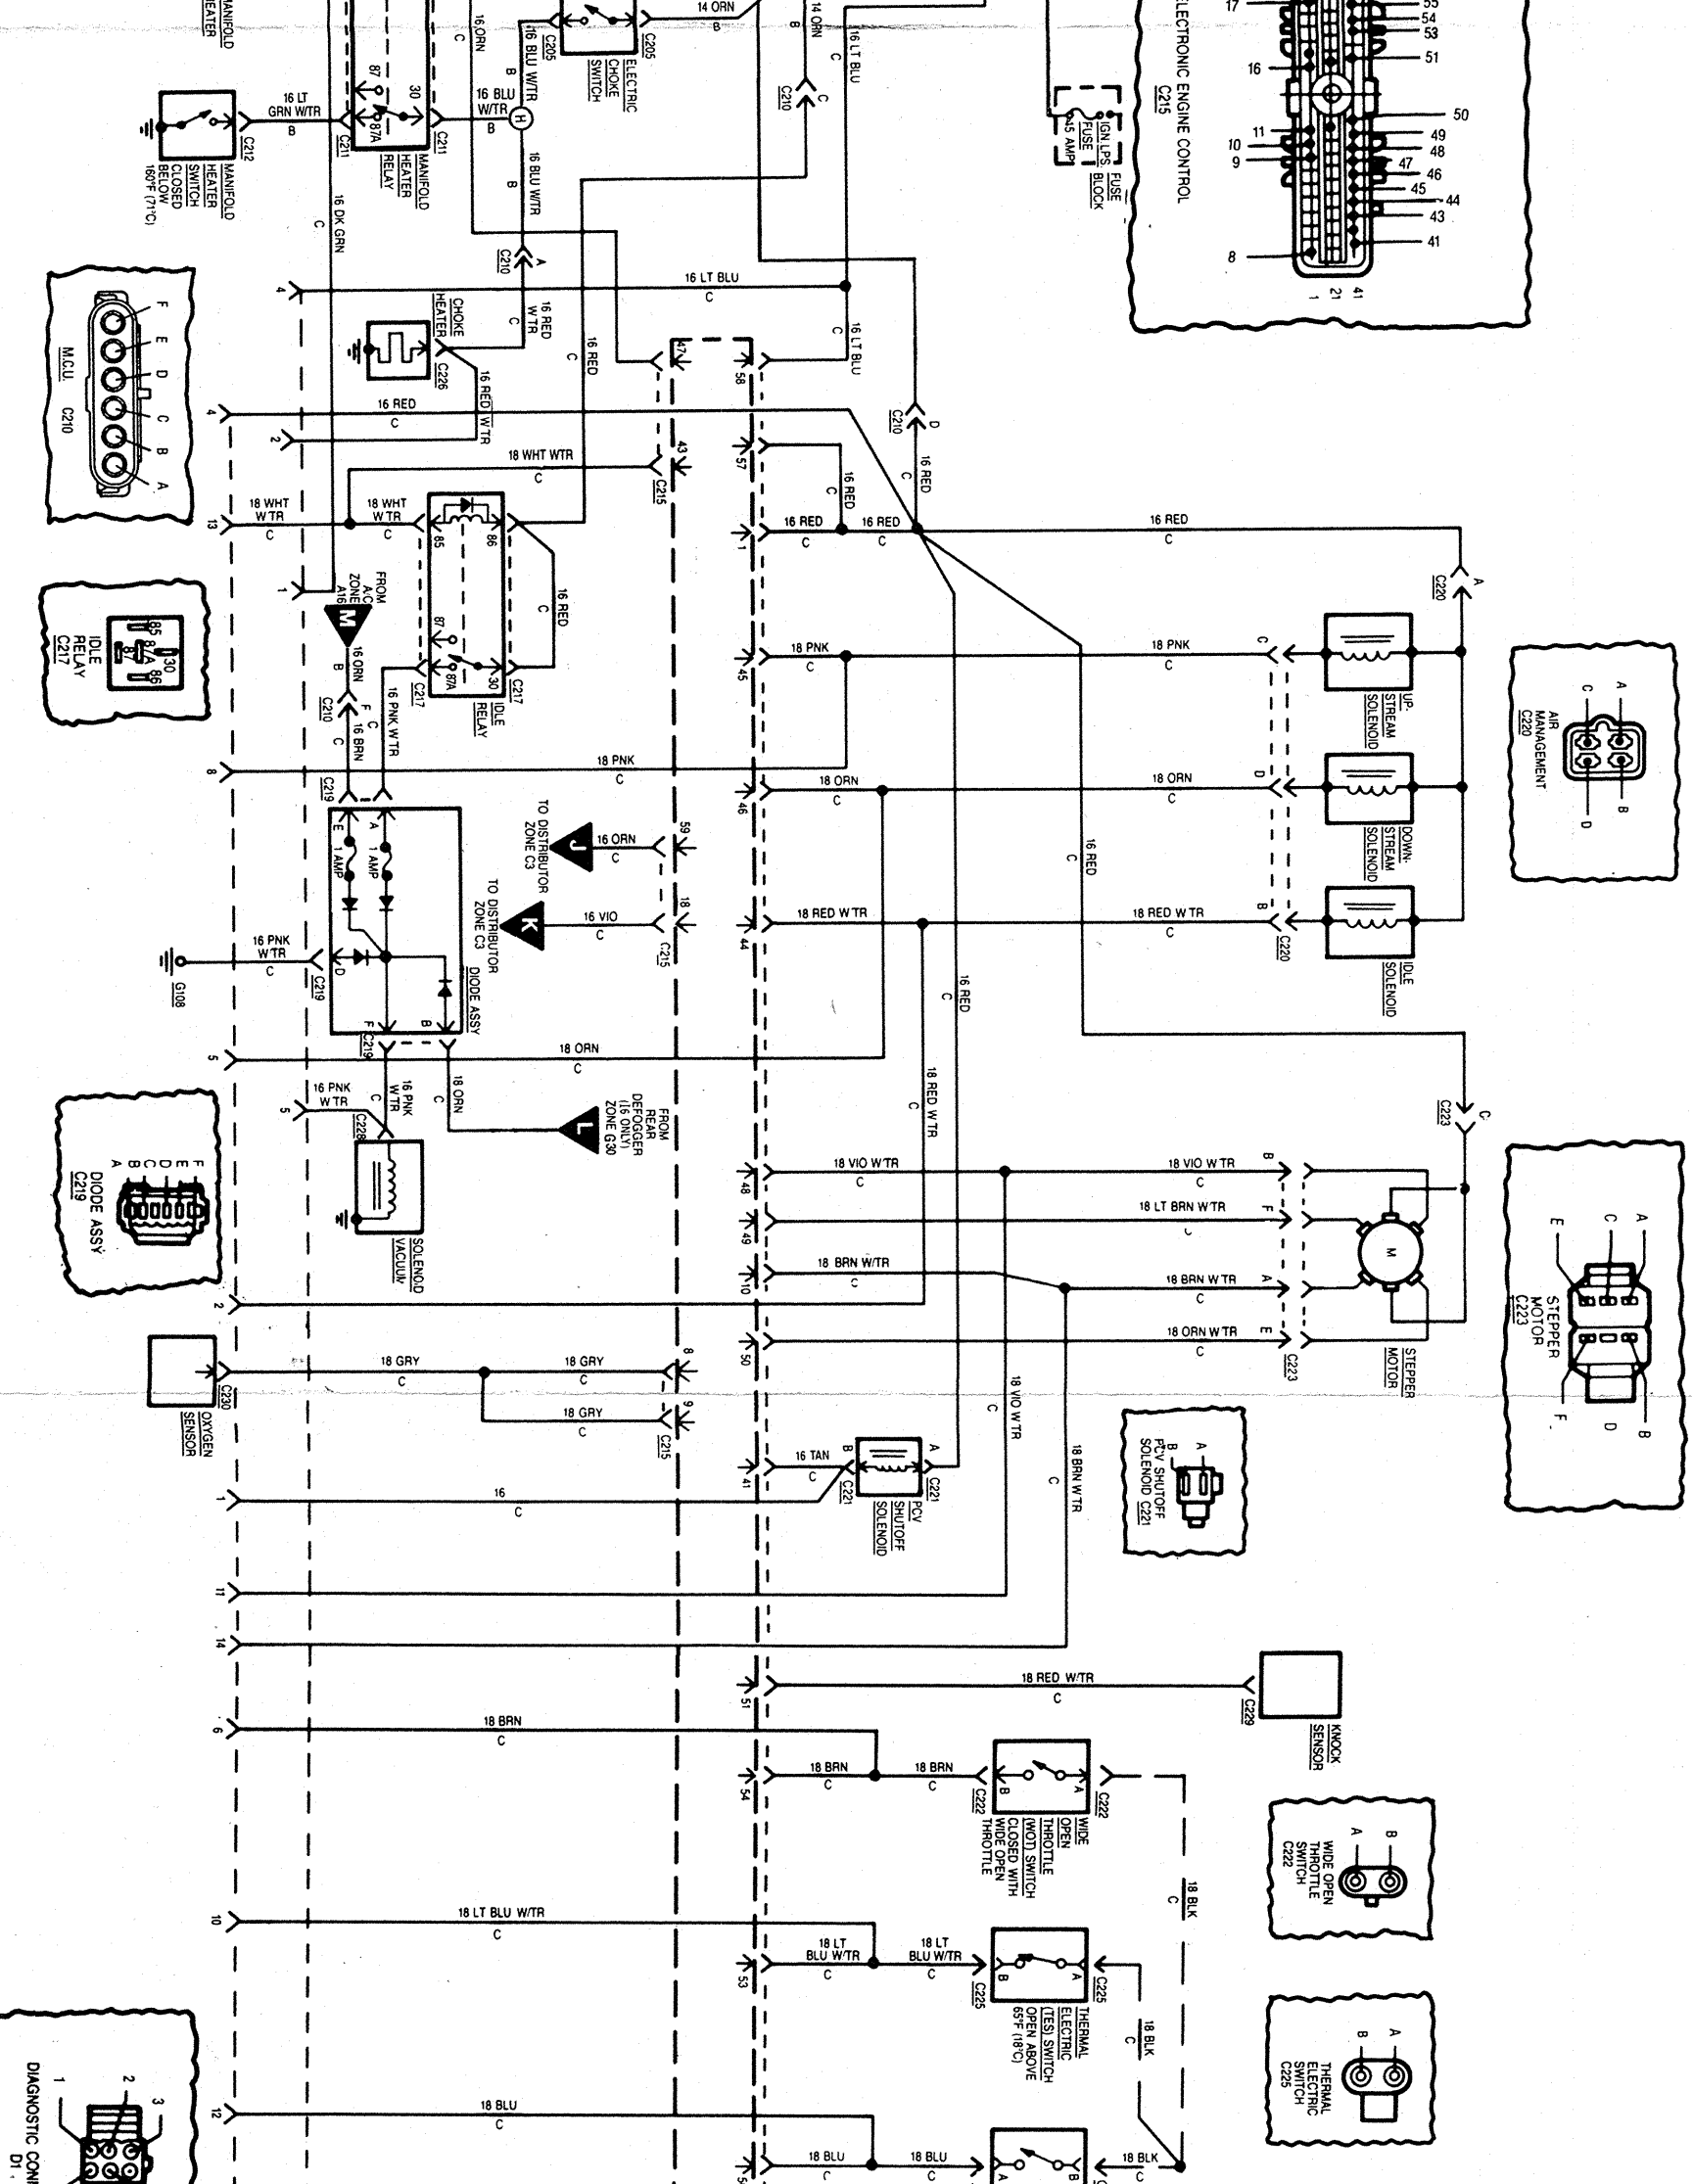 MANIFOLD
HEATER
16 ORN
C
16 BLU W/TR
B
C205
C205
ELECTRIC
CHOKE
SWITCH
14 ORN
B
B
14 ORN
C
16 LT BLU
C210
C
IGN LPS.
FUSE
45 AMP
FUSE
BLOCK
ELECTRONIC ENGINE CONTROL
C215
17
16
11
10
9
8
55
54
53
51
50
49
48
47
46
45
44
43
41
1
21
41
16 LT
GRN W/TR
B
C212
MANIFOLD
HEATER
SWITCH
CLOSED
BELOW
160°F (71°C)
87
30
87A
C211
C211
MANIFOLD
HEATER
RELAY
16 BLU
W/TR
B
H
16 BLU W/TR
B
16 DK GRN
C
C210
A
4
16 LT BLU
C
CHOKE
HEATER
C226
16 RED
W TR
C
16 RED
C
16 RED W TR
16 LT BLU
C
47
58
F
E
D
C
B
A
M.C.U.
C210
4
16 RED
C
2
18 WHT WTR
C
43
C215
57
C210
D
16 RED
C
16 RED
C
13
18 WHT
W TR
C
18 WHT
W TR
C
85
86
16 RED
C
1
16 RED
C
16 RED
C
16 RED
C
A
C220
1
FROM
A/C
ZONE
A16
M
16 ORN
B
C210
F
C
16 BRN
C
16 PNK W TR
87
87A
30
C217
C217
IDLE
RELAY
85
87A
87
30
86
IDLE
RELAY
C217
45
18 PNK
C
18 PNK
C
C
UP-
STREAM
SOLENOID
A
C
B
D
AIR
MANAGEMENT
C220
8
18 PNK
C
46
18 ORN
C
18 ORN
C
D
DOWN-
STREAM
SOLENOID
C219
E
A
1 AMP
1 AMP
TO DISTRIBUTOR
ZONE C3
J
16 ORN
C
59
TO DISTRIBUTOR
ZONE C3
K
16 VIO
C
18
C215
44
18 RED W TR
C
18 RED W TR
C
B
C220
IDLE
SOLENOID
16 RED
C
16 RED
C
G108
16 PNK
W/TR
C
C219
D
F
B
C219
DIODE ASSY
5
18 ORN
C
16 PNK
W TR
5
C228
16 PNK
W TR
C
18 ORN
C
L
FROM
REAR
DEFOGGER
(I6 ONLY)
ZONE G30
18 RED W TR
C
SOLENOID
VACUUM
A
B
C
D
E
F
DIODE ASSY
C219
C223
C
48
18 VIO W/TR
C
18 VIO W TR
C
B
49
18 LT BRN W/TR
C
F
10
18 BRN W/TR
C
18 BRN W TR
C
A
50
18 ORN W TR
C
E
C223
M
STEPPER
MOTOR
E
C
A
F
D
B
STEPPER
MOTOR
C223
2
OXYGEN
SENSOR
C230
18 GRY
C
18 GRY
C
8
18 GRY
C
9
C215
18 VIO W TR
C
18 BRN W/TR
C
41
16 TAN
C
B
C221
A
C221
PCV
SHUTOFF
SOLENOID
A
B
PCV SHUTOFF
SOLENOID C221
1
16
C
11
14
51
18 RED W/TR
C
C229
KNOCK
SENSOR
6
18 BRN
C
54
18 BRN
C
18 BRN
C
C222
B
A
C222
WIDE
OPEN
THROTTLE
(WOT) SWITCH
CLOSED WITH
WIDE OPEN
THROTTLE
18 BLK
C
A
B
WIDE OPEN
THROTTLE
SWITCH
C222
10
18 LT BLU W/TR
C
53
18 LT
BLU W/TR
C
18 LT
BLU W/TR
C
C225
B
A
C225
THERMAL
ELECTRIC
(TES) SWITCH
OPEN ABOVE
65°F (18°C)
18 BLK
C
A
B
THERMAL
ELECTRIC
SWITCH
C225
12
18 BLU
C
18 BLU
C
18 BLU
C
A
B
18 BLK
C
1
2
3
DIAGNOSTIC CONN
D1